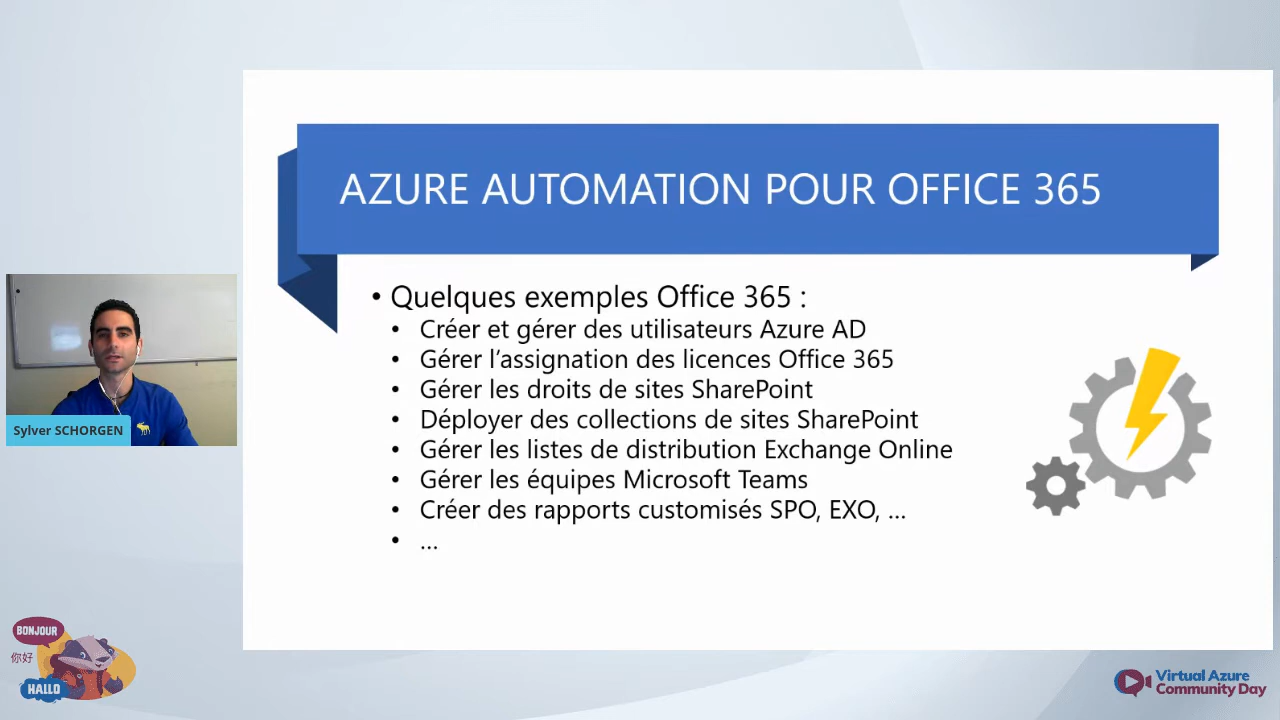 AZURE AUTOMATION POUR OFFICE 365
• Quelques exemples Office 365 :
• Créer et gérer des utilisateurs Azure AD
• Gérer l’assignation des licences Office 365
• Gérer les droits de sites SharePoint
• Déployer des collections de sites SharePoint
• Gérer les listes de distribution Exchange Online
• Gérer les équipes Microsoft Teams
• Créer des rapports customisés SPO, EXO, …
• …
Sylver SCHORGEN
BONJOUR
你好
HALLO
Virtual Azure
Community Day